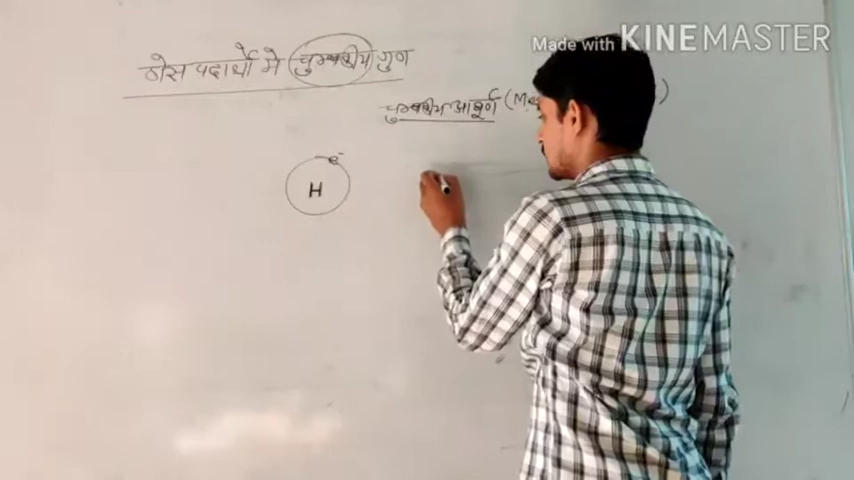 Made with KINEMASTER
ठोस पदार्थो मे चुम्बकीय गुण
चुम्बकीय आघूर्ण (M
e⁻
H